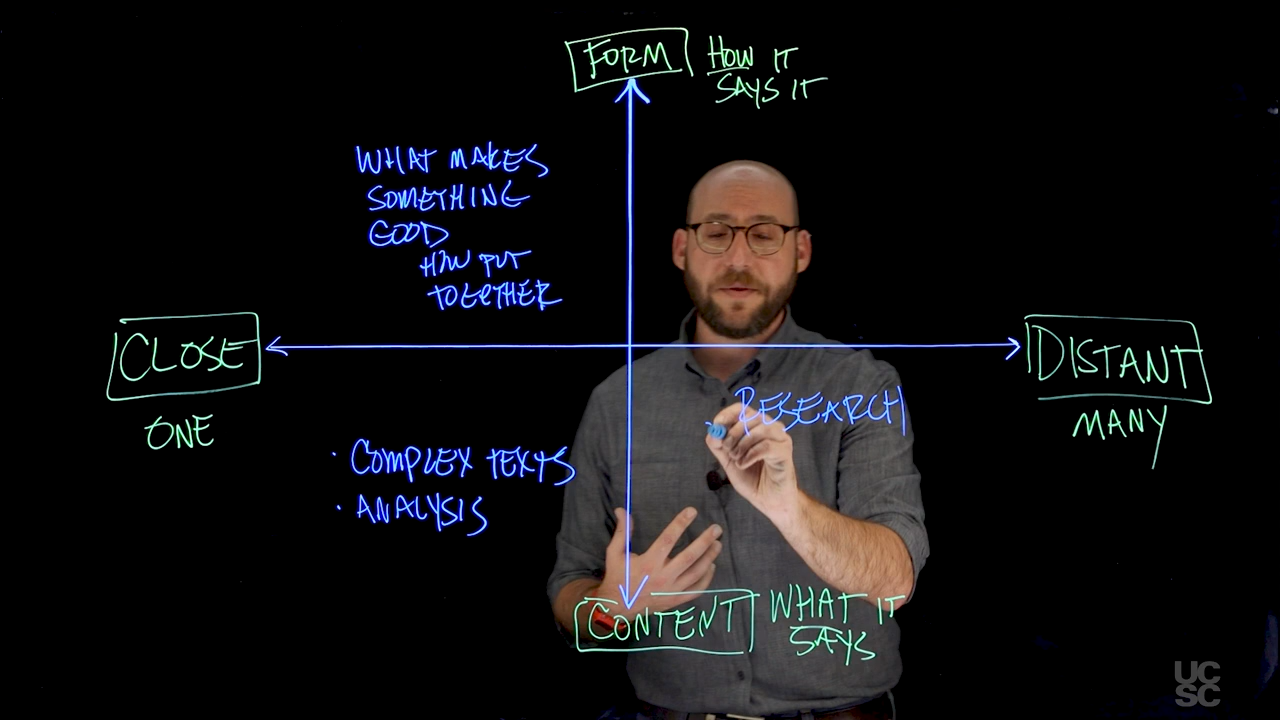 FORM
HOW IT
SAYS IT
WHAT MAKES
SOMETHING
GOOD
HOW PUT
TOGETHER
CLOSE
ONE
DISTANT
MANY
RESEARCH
· COMPLEX TEXTS
· ANALYSIS
CONTENT
WHAT IT
SAYS
UC
SC